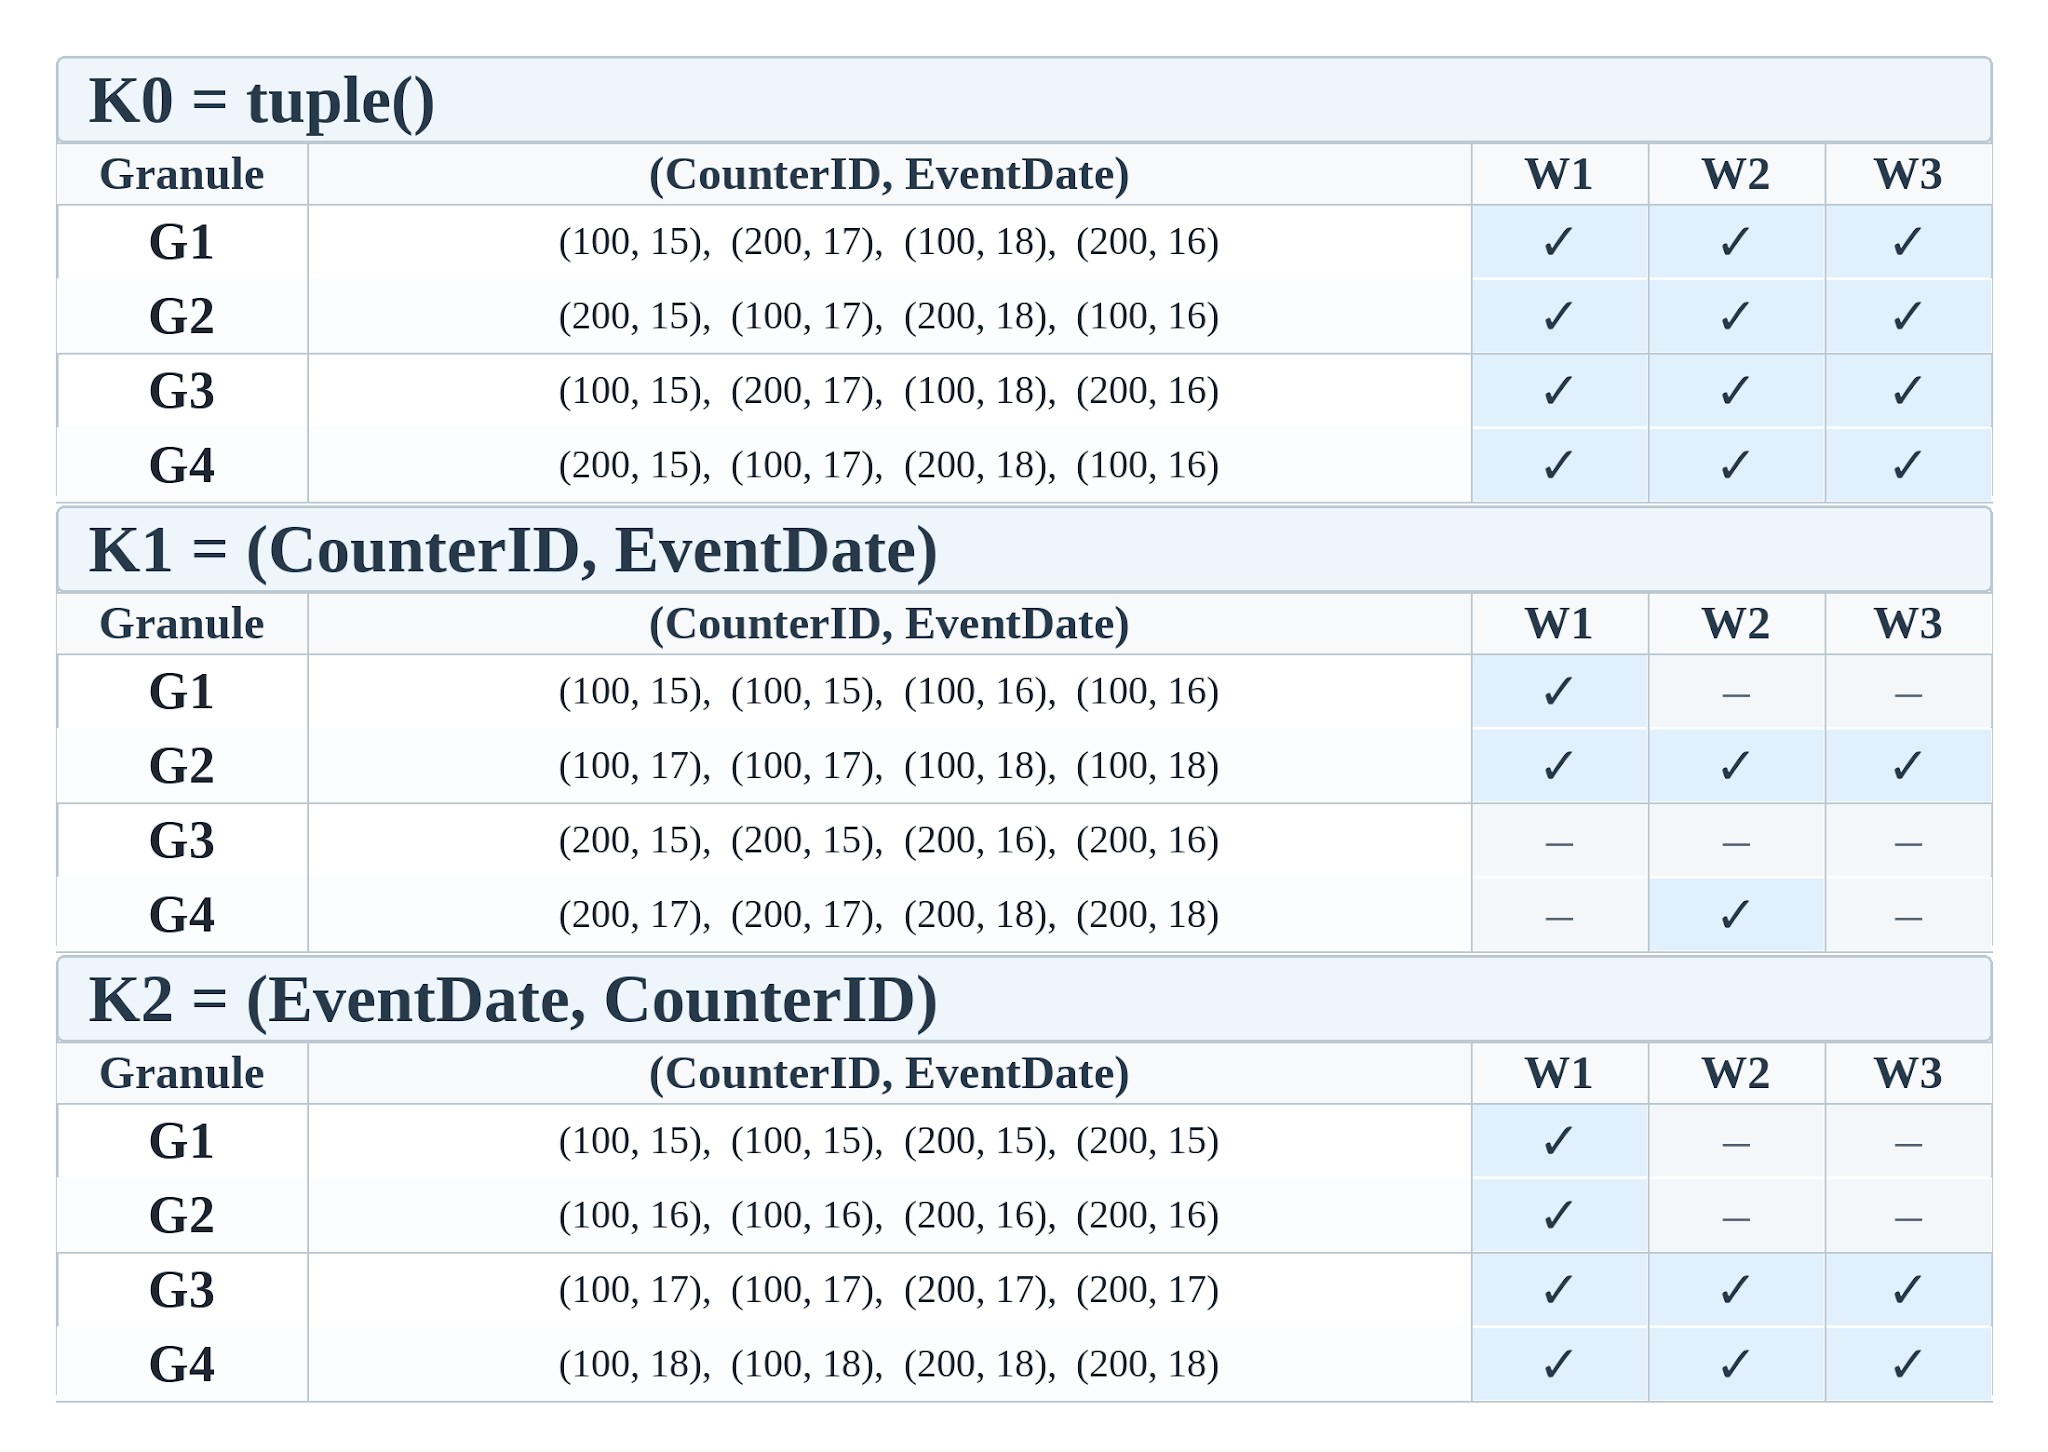 K0 = tuple()
Granule (CounterID, EventDate) W1 W2 W3
G1 (100, 15), (200, 17), (100, 18), (200, 16) ✓ ✓ ✓
G2 (200, 15), (100, 17), (200, 18), (100, 16) ✓ ✓ ✓
G3 (100, 15), (200, 17), (100, 18), (200, 16) ✓ ✓ ✓
G4 (200, 15), (100, 17), (200, 18), (100, 16) ✓ ✓ ✓
K1 = (CounterID, EventDate)
Granule (CounterID, EventDate) W1 W2 W3
G1 (100, 15), (100, 15), (100, 16), (100, 16) ✓ – –
G2 (100, 17), (100, 17), (100, 18), (100, 18) ✓ ✓ ✓
G3 (200, 15), (200, 15), (200, 16), (200, 16) – – –
G4 (200, 17), (200, 17), (200, 18), (200, 18) – ✓ –
K2 = (EventDate, CounterID)
Granule (CounterID, EventDate) W1 W2 W3
G1 (100, 15), (100, 15), (200, 15), (200, 15) ✓ – –
G2 (100, 16), (100, 16), (200, 16), (200, 16) ✓ – –
G3 (100, 17), (100, 17), (200, 17), (200, 17) ✓ ✓ ✓
G4 (100, 18), (100, 18), (200, 18), (200, 18) ✓ ✓ ✓